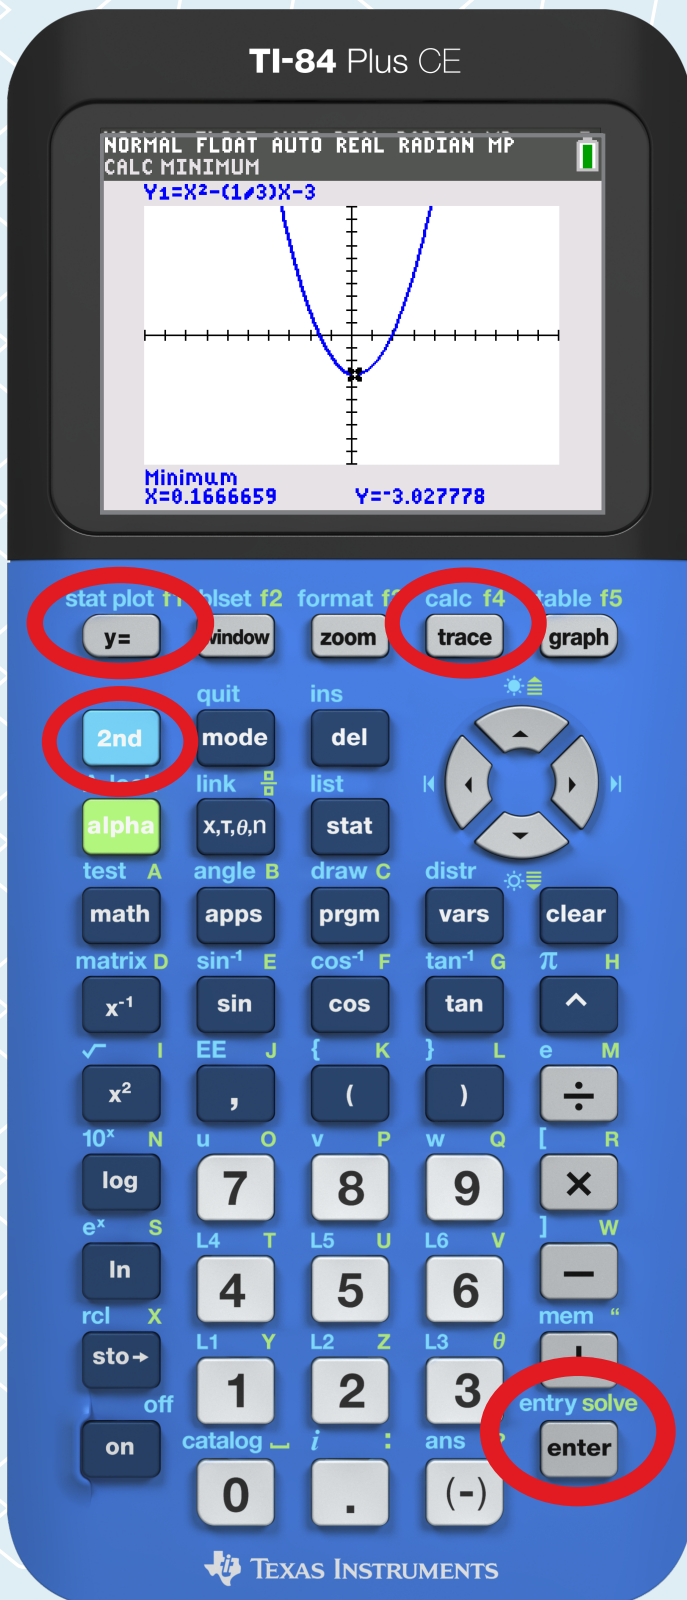 TI-84 Plus CE
NORMAL FLOAT AUTO REAL RADIAN MP
CALC MINIMUM
Y1=X²-(1/3)X-3
Minimum
X=0.1666659 Y=-3.027778
stat plot f1 tblset f2 format f3 calc f4 table f5
y= window zoom trace graph
quit ins
2nd mode del
A-lock link list
alpha x,T,θ,n stat
test A angle B draw C distr
math apps prgm vars clear
matrix D sin-1 E cos-1 F tan-1 G π H
x-1 sin cos tan ^
√ I EE J { K } L e M
x² , ( ) ÷
10ˣ N u O v P w Q [ R
log 7 8 9 ×
eˣ S L4 T L5 U L6 V ] W
ln 4 5 6 −
rcl X L1 Y L2 Z L3 θ mem “
sto→ 1 2 3 +
off catalog i : ans ? entry solve
on 0 . (-) enter
TEXAS INSTRUMENTS